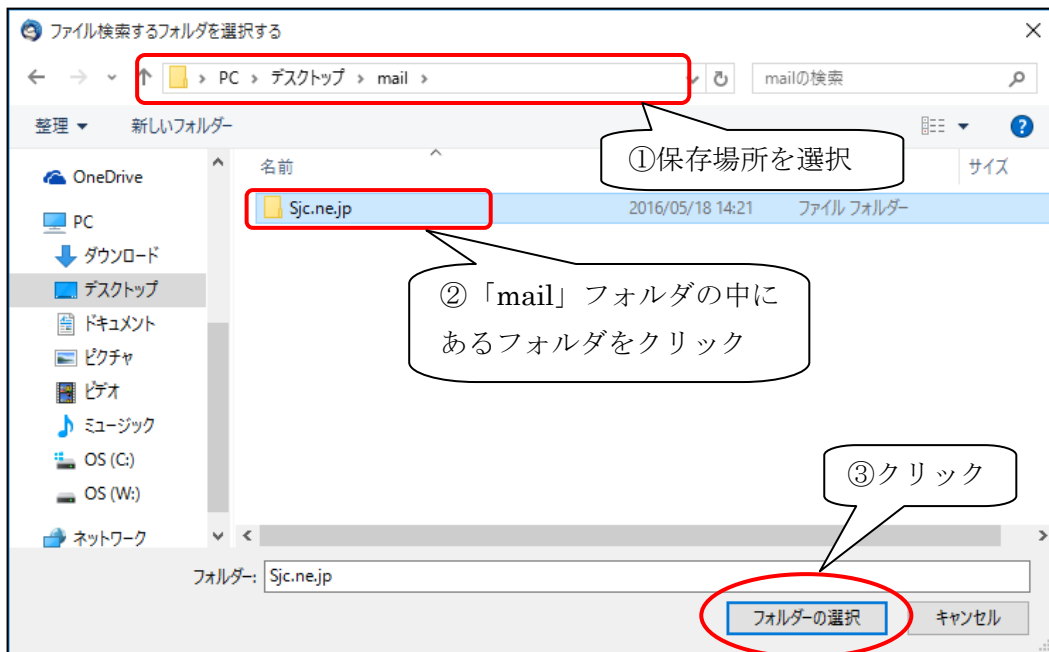 ファイル検索するフォルダを選択する
PC › デスクトップ › mail ›
mailの検索
整理 新しいフォルダー
①保存場所を選択
名前
サイズ
Sjc.ne.jp 2016/05/18 14:21 ファイル フォルダー
OneDrive
PC
ダウンロード
デスクトップ
ドキュメント
ピクチャ
ビデオ
ミュージック
OS (C:)
OS (W:)
ネットワーク
②「mail」フォルダの中に
あるフォルダをクリック
③クリック
フォルダー: Sjc.ne.jp
フォルダーの選択 キャンセル